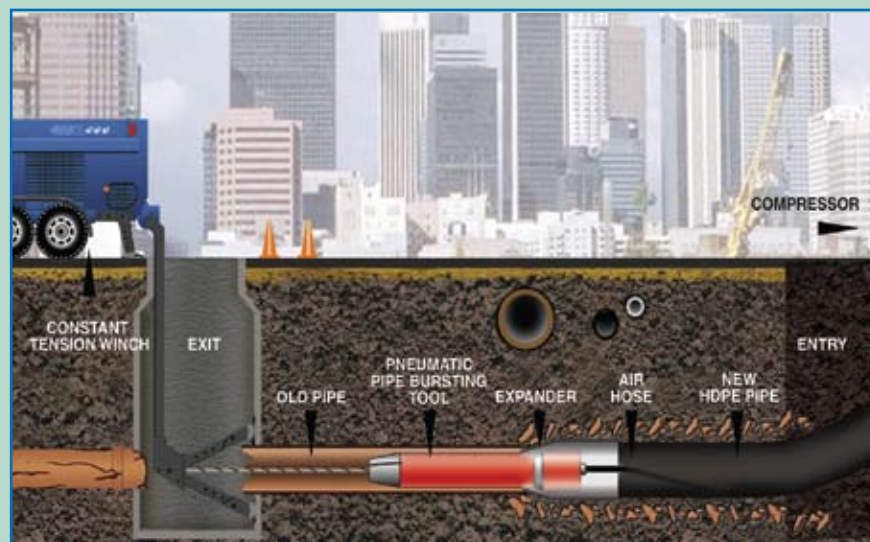 COMPRESSOR
CONSTANT
TENSION WINCH
EXIT
OLD PIPE
PNEUMATIC
PIPE BURSTING
TOOL
EXPANDER
AIR
HOSE
NEW
HDPE PIPE
ENTRY